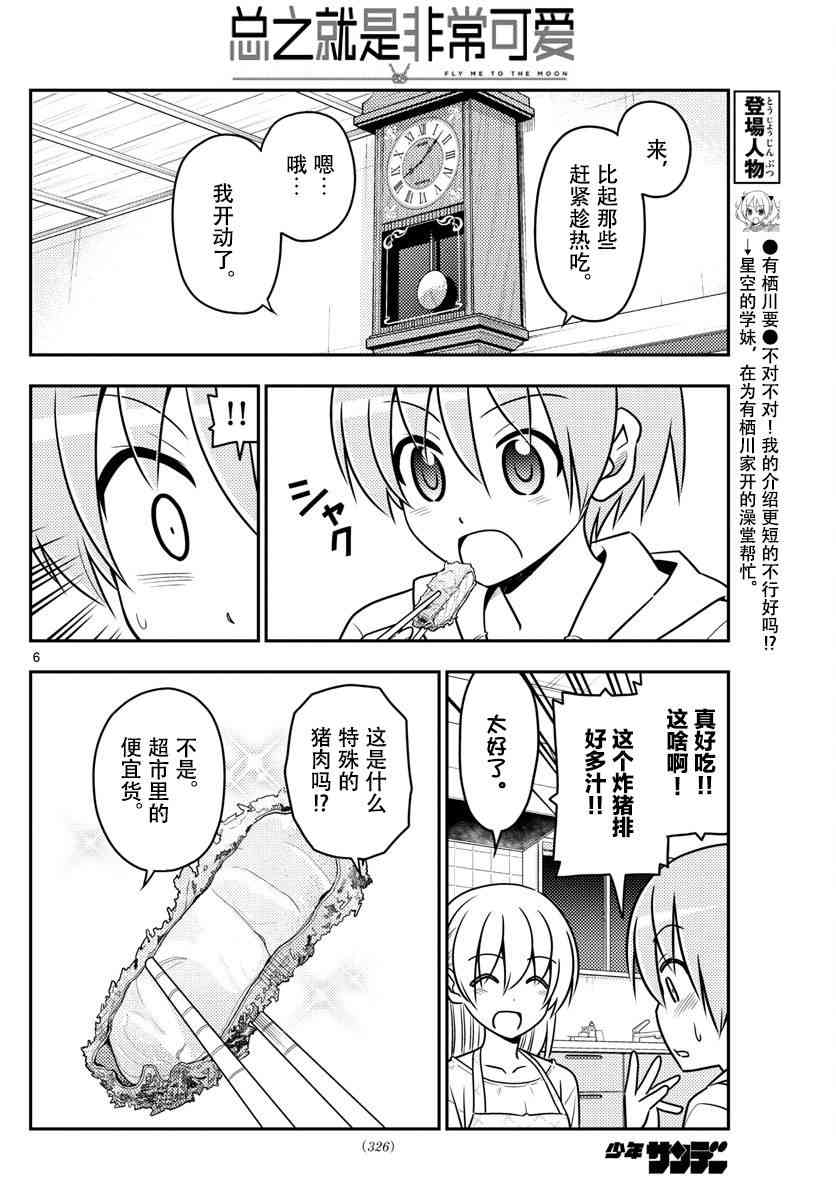 总之就是非常可爱
FLY ME TO THE MOON
登場人物
とうじょうじんぶつ
●有栖川要●不对不对！我的介绍更短的不行好吗!?
→星空的学妹，在为有栖川家开的澡堂帮忙。
来，
比起那些
赶紧趁热吃。
嗯…
哦…
我开动了。
シャク
!!
6
真好吃!!
这啥啊！
这个炸猪排
好多汁!!
太好了。
这是什么
特殊的
猪肉吗!?
不是。
超市里的
便宜货。
(326)
少年サンデー